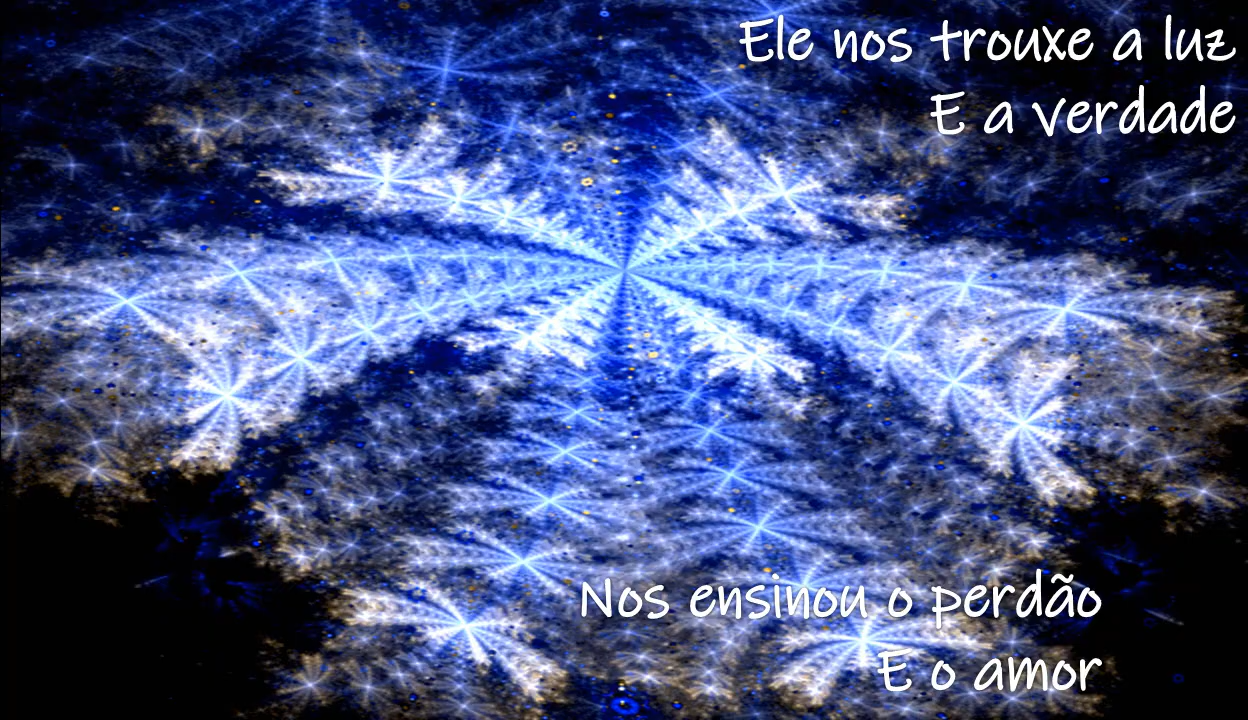 Ele nos trouxe a luz
E a verdade
Nos ensinou o perdão
E o amor